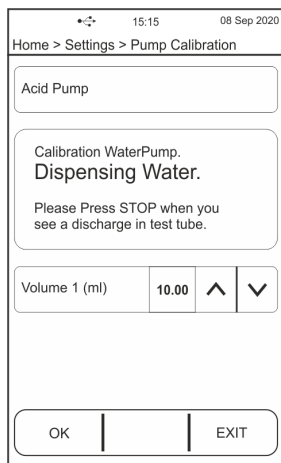 15:15 08 Sep 2020
Home > Settings > Pump Calibration
Acid Pump
Calibration WaterPump.
Dispensing Water.
Please Press STOP when you
see a discharge in test tube.
Volume 1 (ml) 10.00
OK EXIT